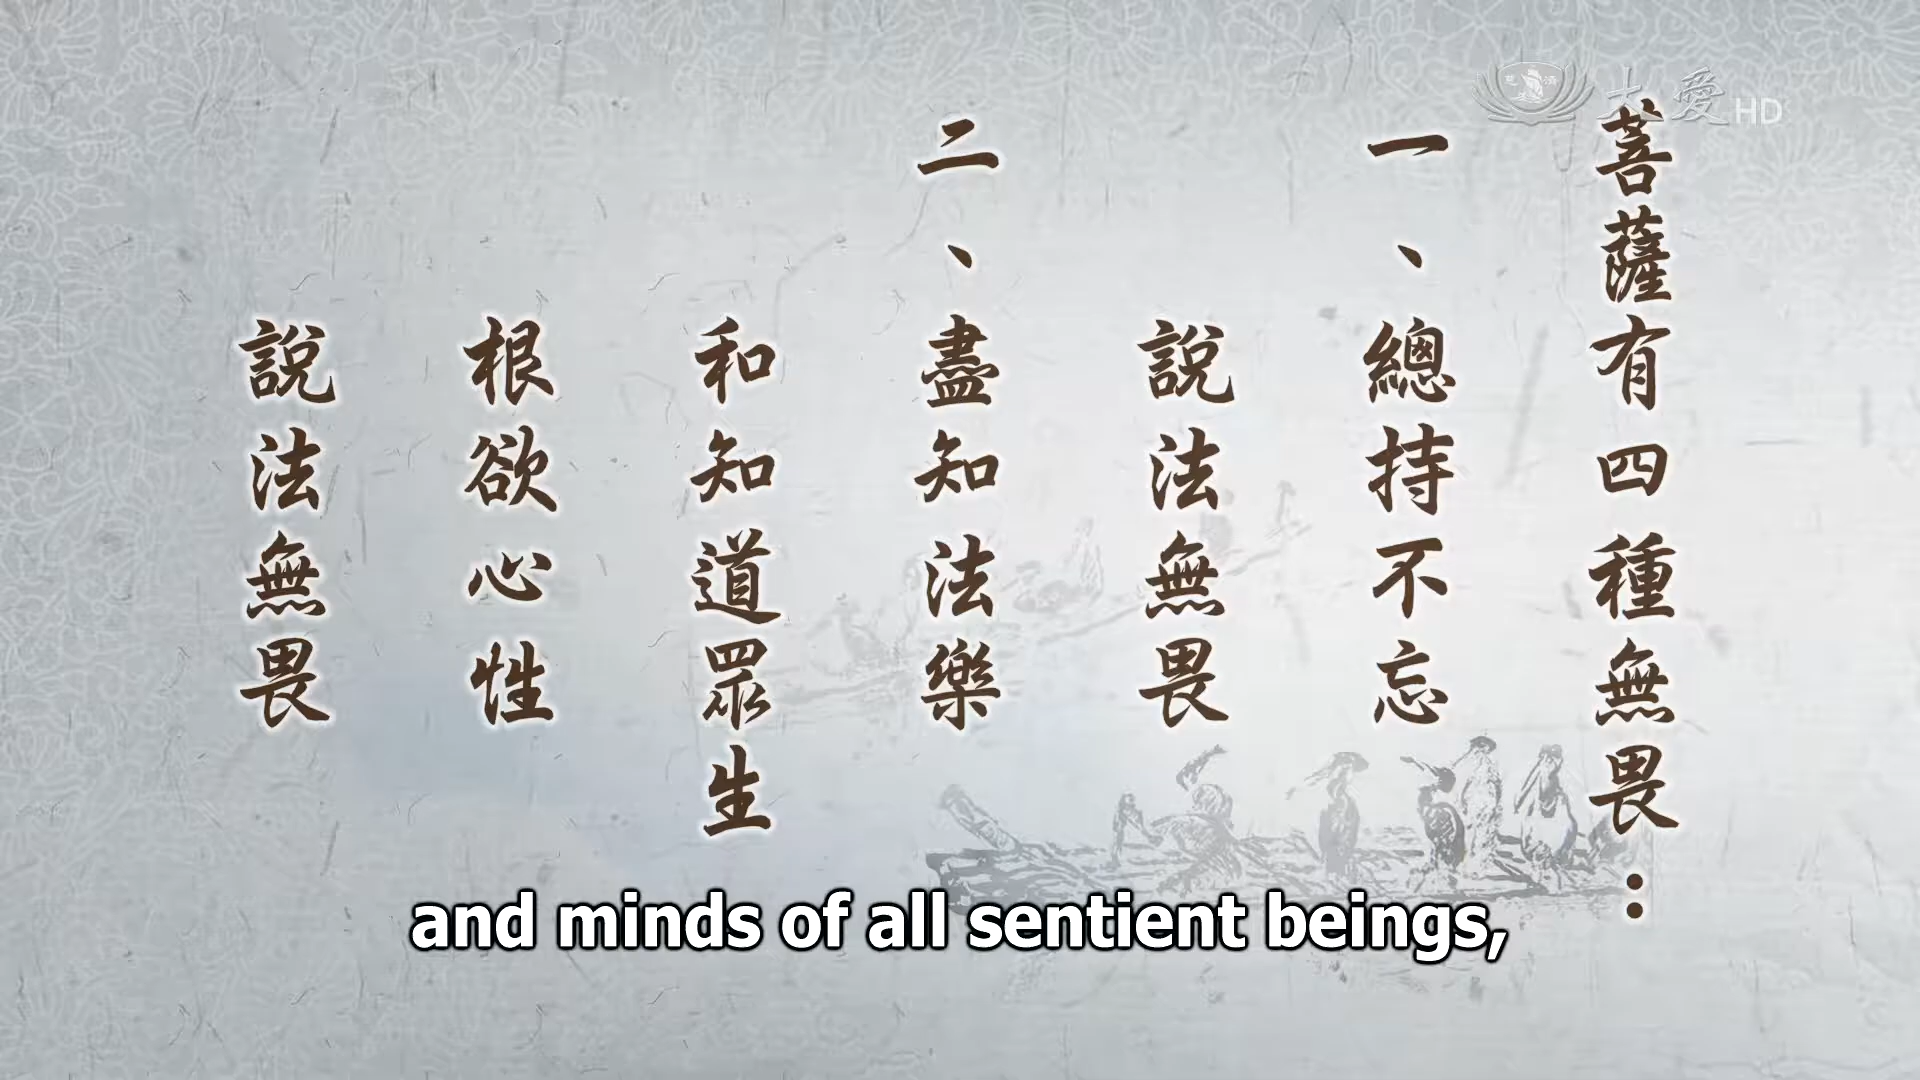 菩薩有四種無畏：
一、總持不忘
說法無畏
二、盡知法樂
和知道眾生
根欲心性
說法無畏
大愛HD
and minds of all sentient beings,